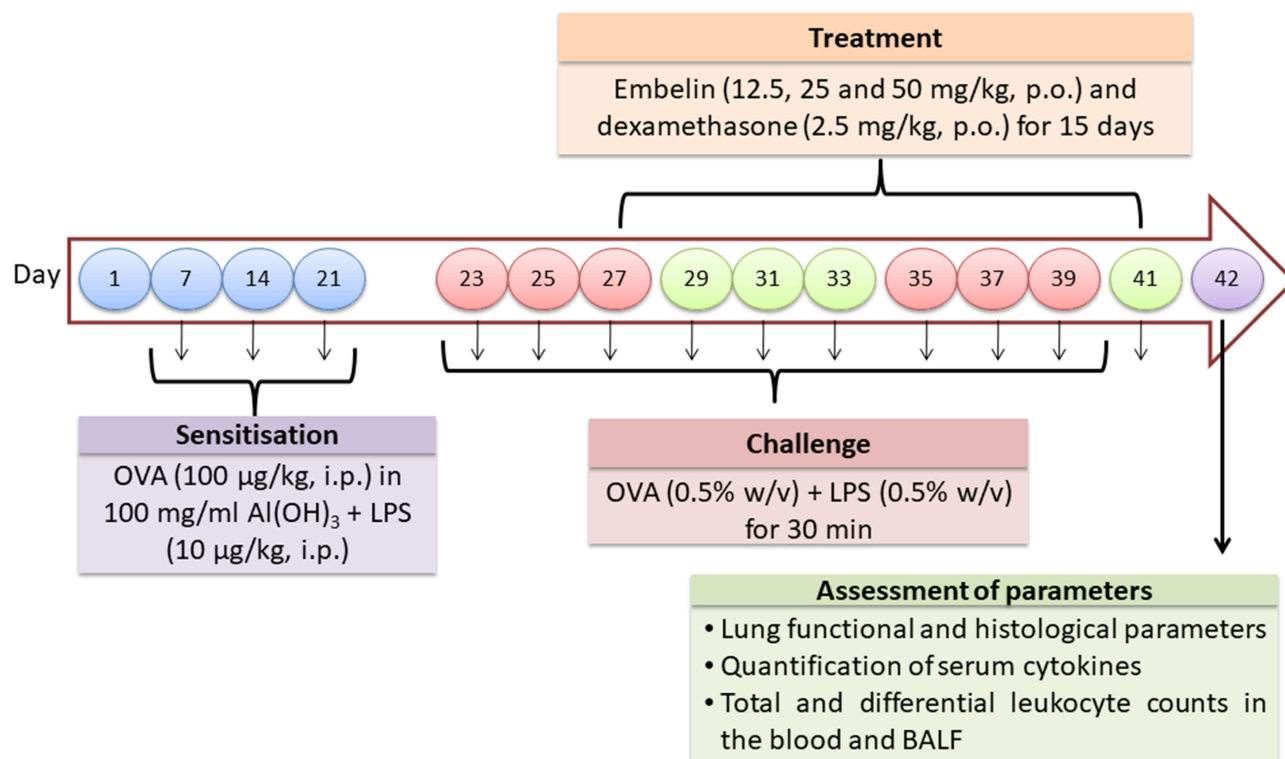 Treatment
Embelin (12.5, 25 and 50 mg/kg, p.o.) and
dexamethasone (2.5 mg/kg, p.o.) for 15 days
Day 1 7 14 21 23 25 27 29 31 33 35 37 39 41 42
Sensitisation
OVA (100 µg/kg, i.p.) in
100 mg/ml Al(OH)₃ + LPS
(10 µg/kg, i.p.)
Challenge
OVA (0.5% w/v) + LPS (0.5% w/v)
for 30 min
Assessment of parameters
• Lung functional and histological parameters
• Quantification of serum cytokines
• Total and differential leukocyte counts in
the blood and BALF